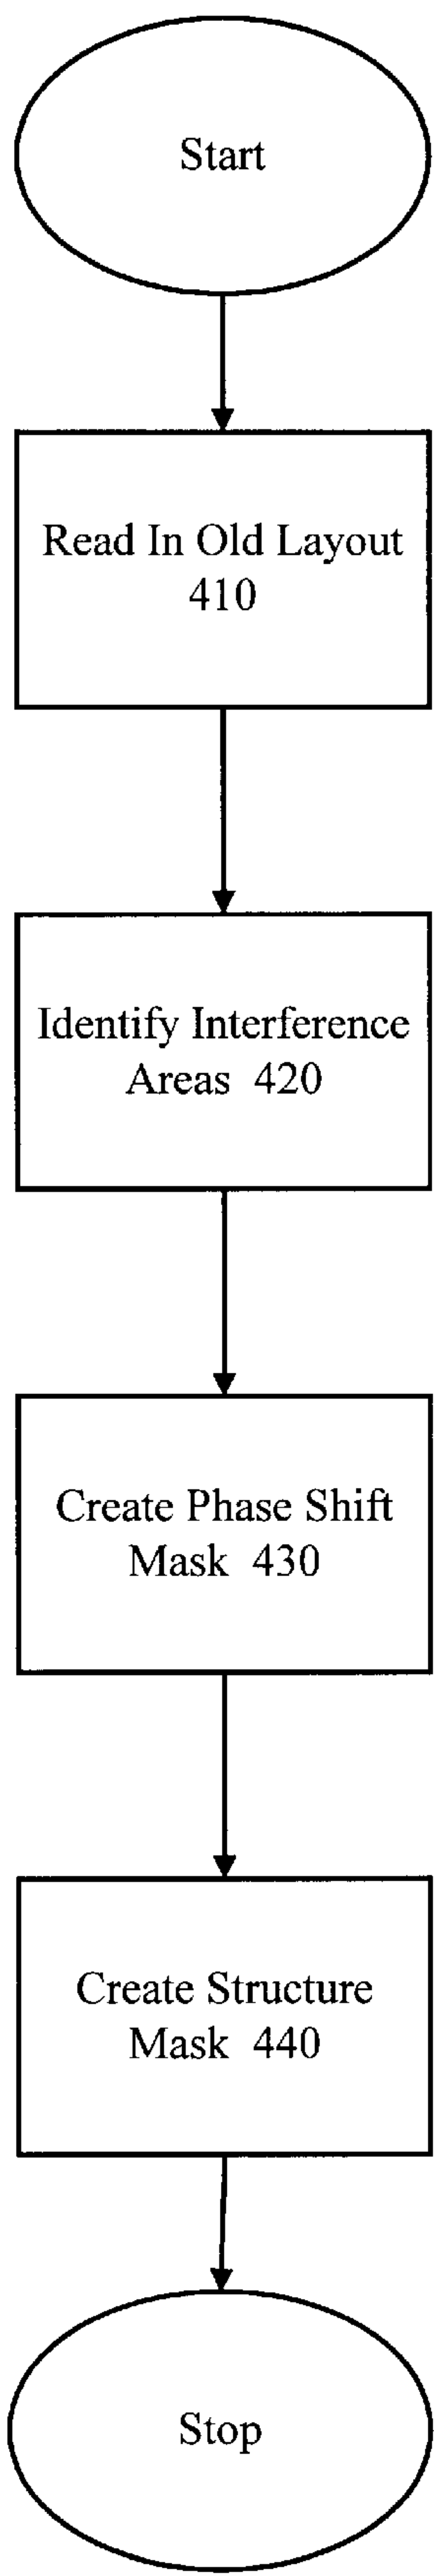 Start
Read In Old Layout
410
Identify Interference
Areas 420
Create Phase Shift
Mask 430
Create Structure
Mask 440
Stop